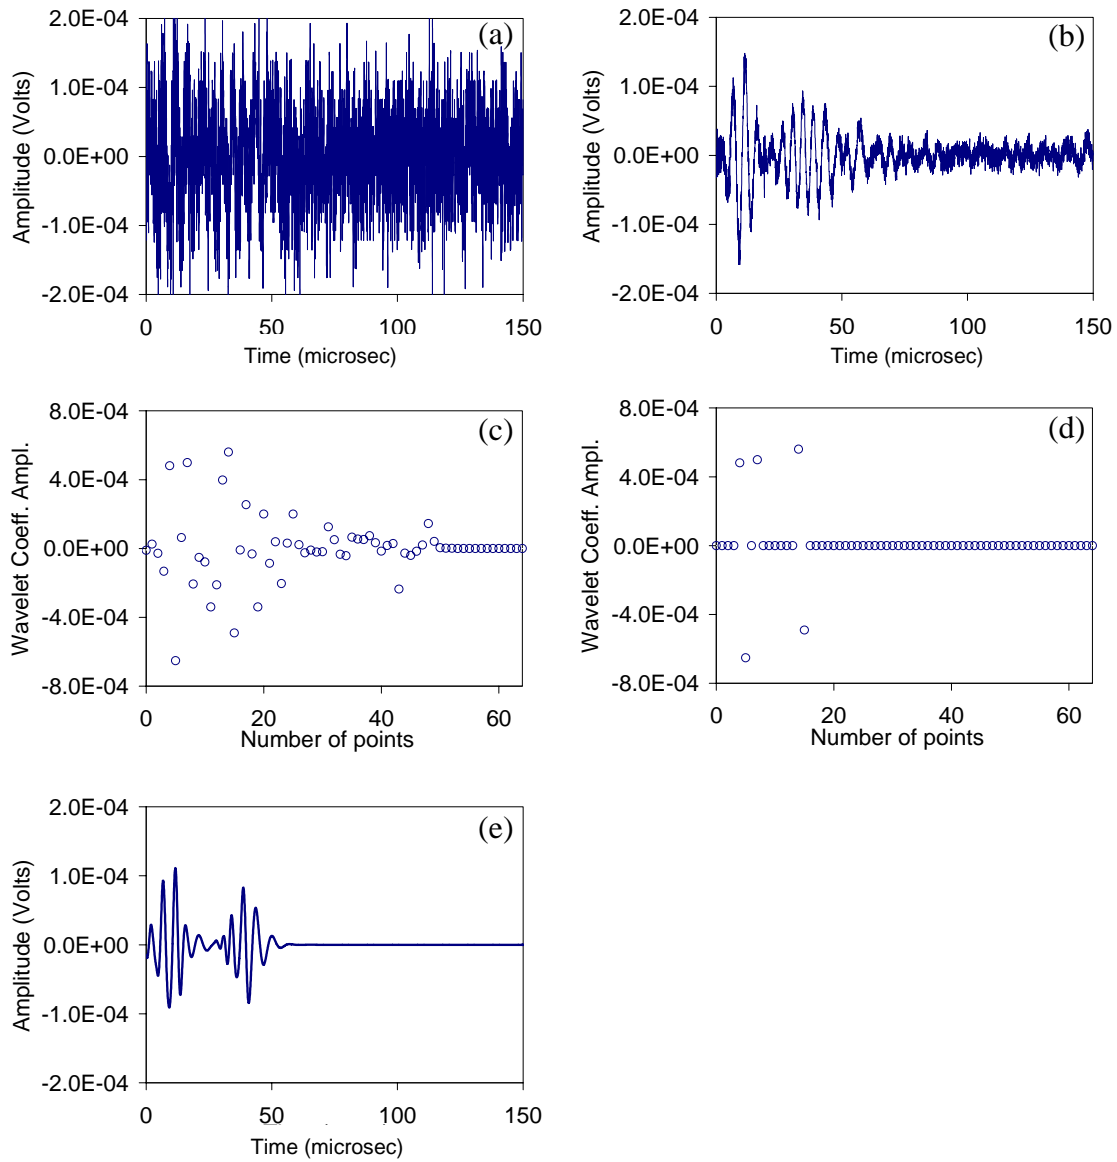 (a)
2.0E-04
1.0E-04
0.0E+00
-1.0E-04
-2.0E-04
Amplitude (Volts)
0 50 100 150
Time (microsec)
(b)
2.0E-04
1.0E-04
0.0E+00
-1.0E-04
-2.0E-04
Amplitude (Volts)
0 50 100 150
Time (microsec)
(c)
8.0E-04
4.0E-04
0.0E+00
-4.0E-04
-8.0E-04
Wavelet Coeff. Ampl.
0 20 40 60
Number of points
(d)
8.0E-04
4.0E-04
0.0E+00
-4.0E-04
-8.0E-04
Wavelet Coeff. Ampl.
0 20 40 60
Number of points
(e)
2.0E-04
1.0E-04
0.0E+00
-1.0E-04
-2.0E-04
Amplitude (Volts)
0 50 100 150
Time (microsec)